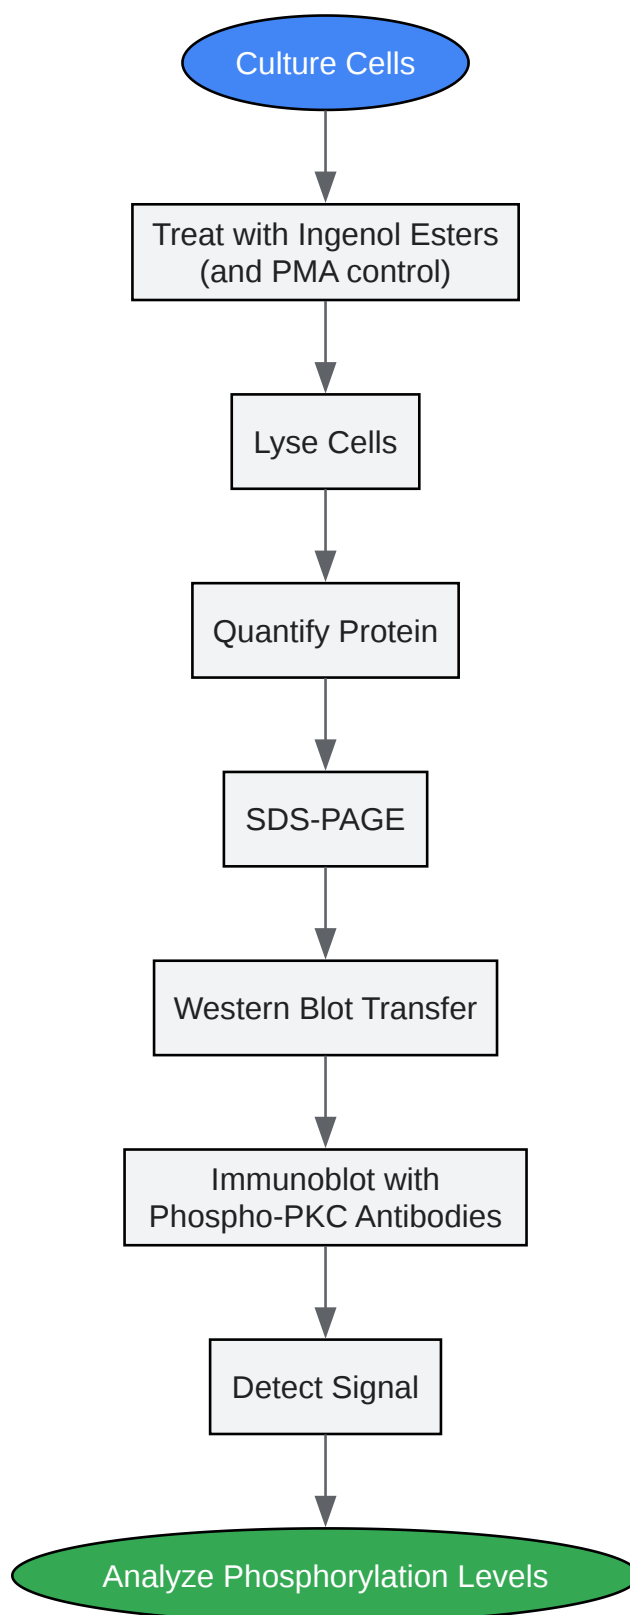 Culture Cells
Treat with Ingenol Esters
(and PMA control)
Lyse Cells
Quantify Protein
SDS-PAGE
Western Blot Transfer
Immunoblot with
Phospho-PKC Antibodies
Detect Signal
Analyze Phosphorylation Levels